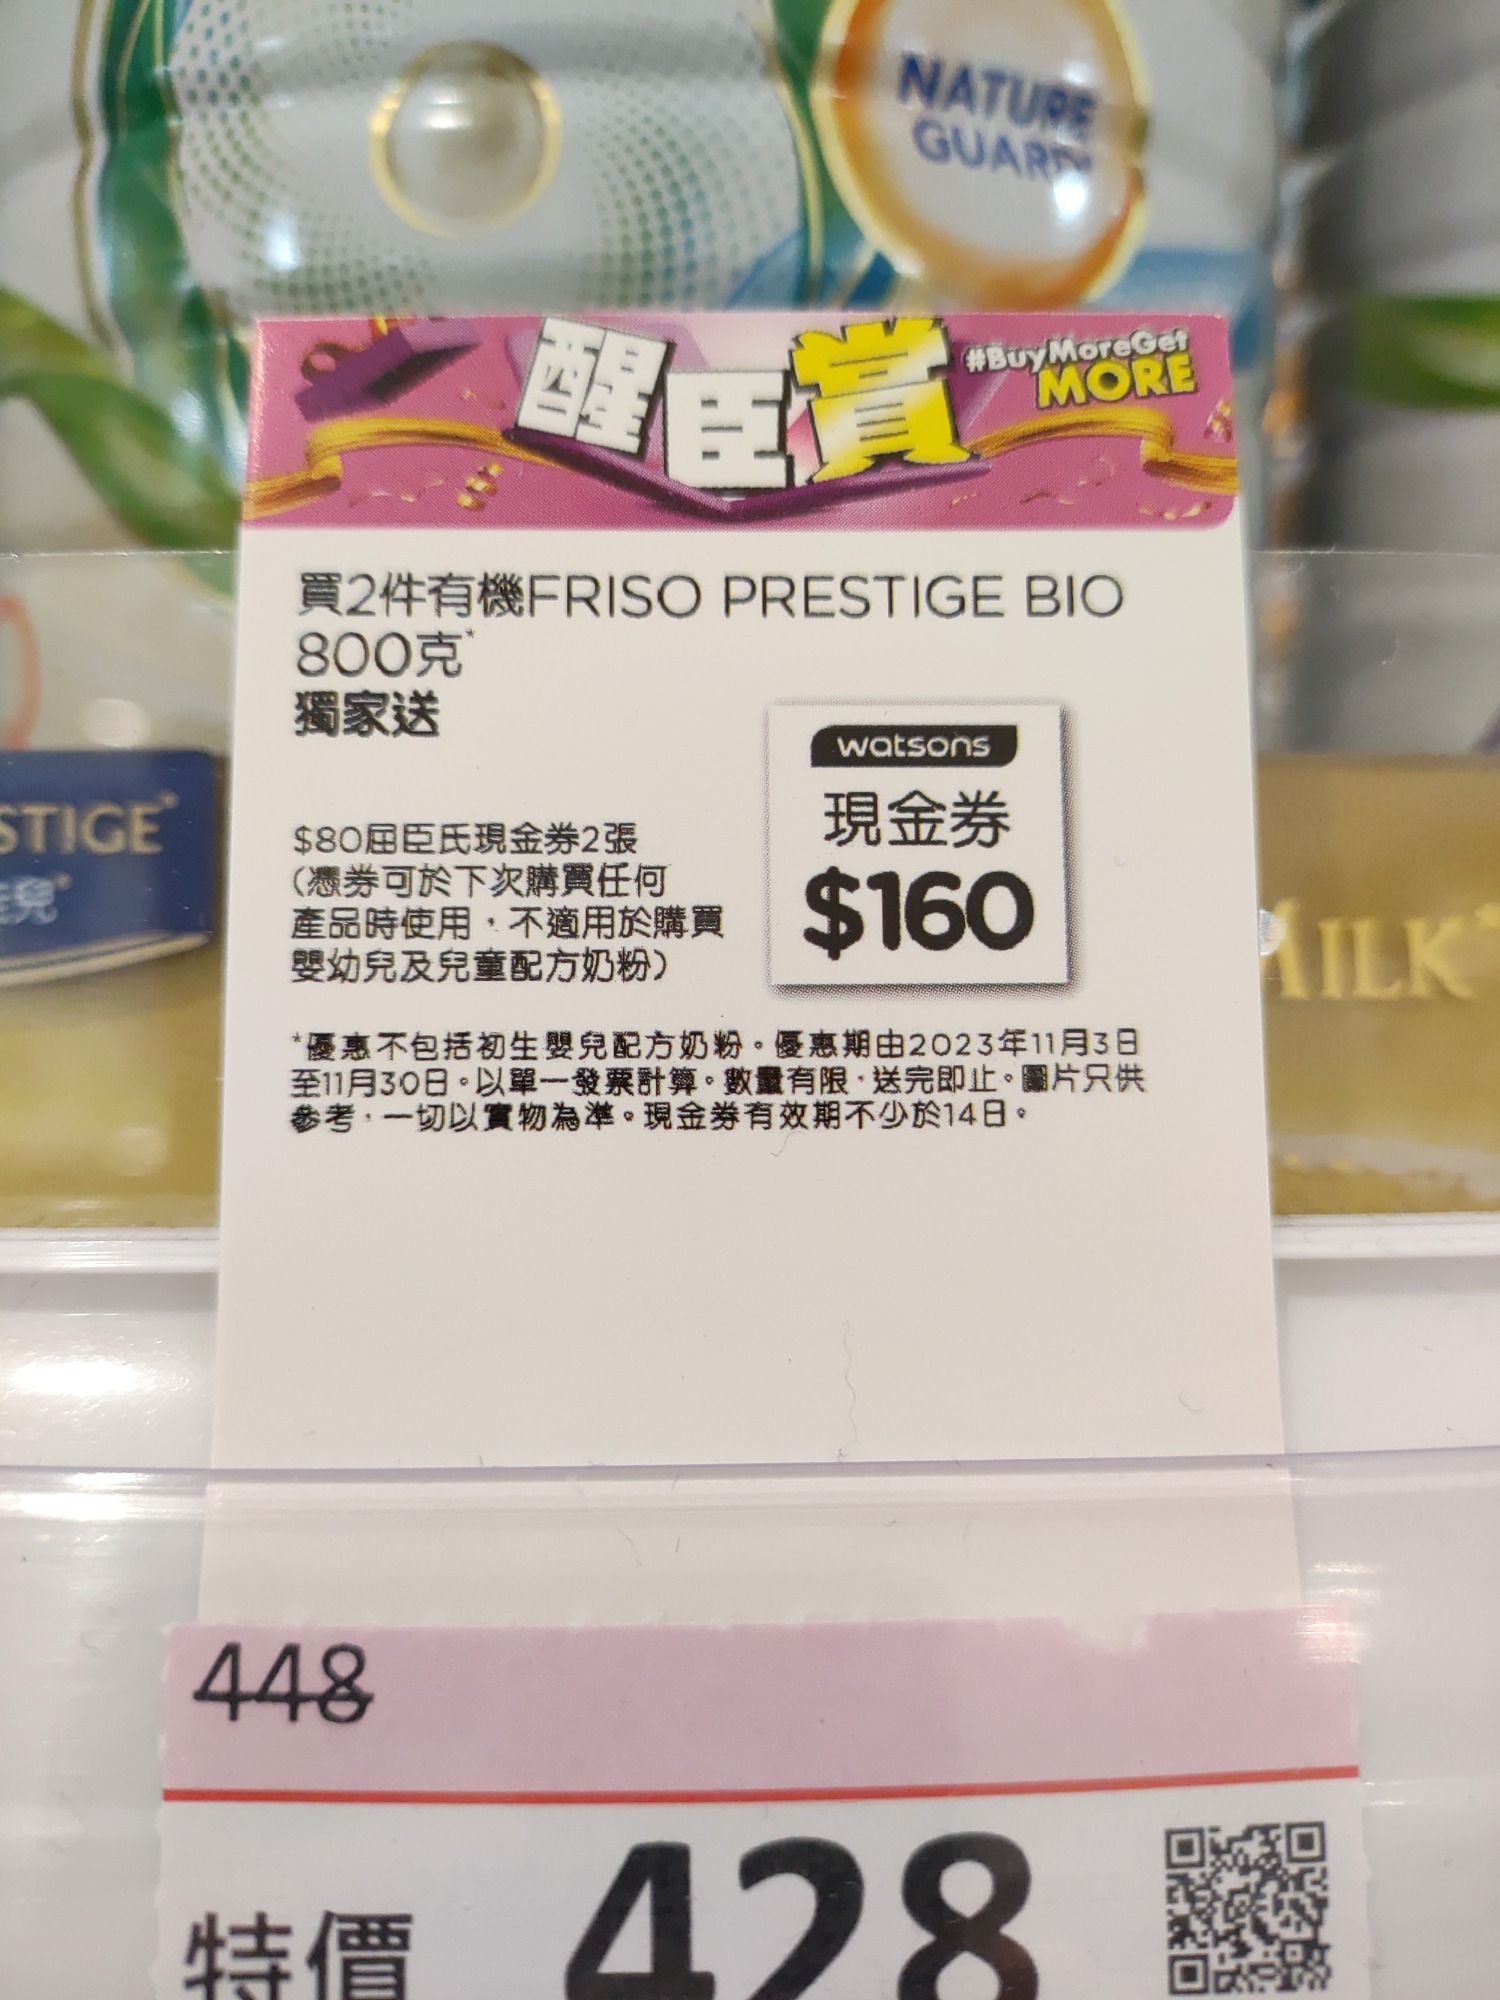 NATURE
GUARD
醒臣賞
#BuyMoreGet
MORE
買2件有機FRISO PRESTIGE BIO
800克*
獨家送
watsons
現金券
$160
$80屈臣氏現金券2張
(憑券可於下次購買任何
產品時使用，不適用於購買
嬰幼兒及兒童配方奶粉)
*優惠不包括初生嬰兒配方奶粉。優惠期由2023年11月3日
至11月30日。以單一發票計算。數量有限，送完即止。圖片只供
參考，一切以實物為準。現金券有效期不少於14日。
STIGE
兒
MILK
448
特價
428